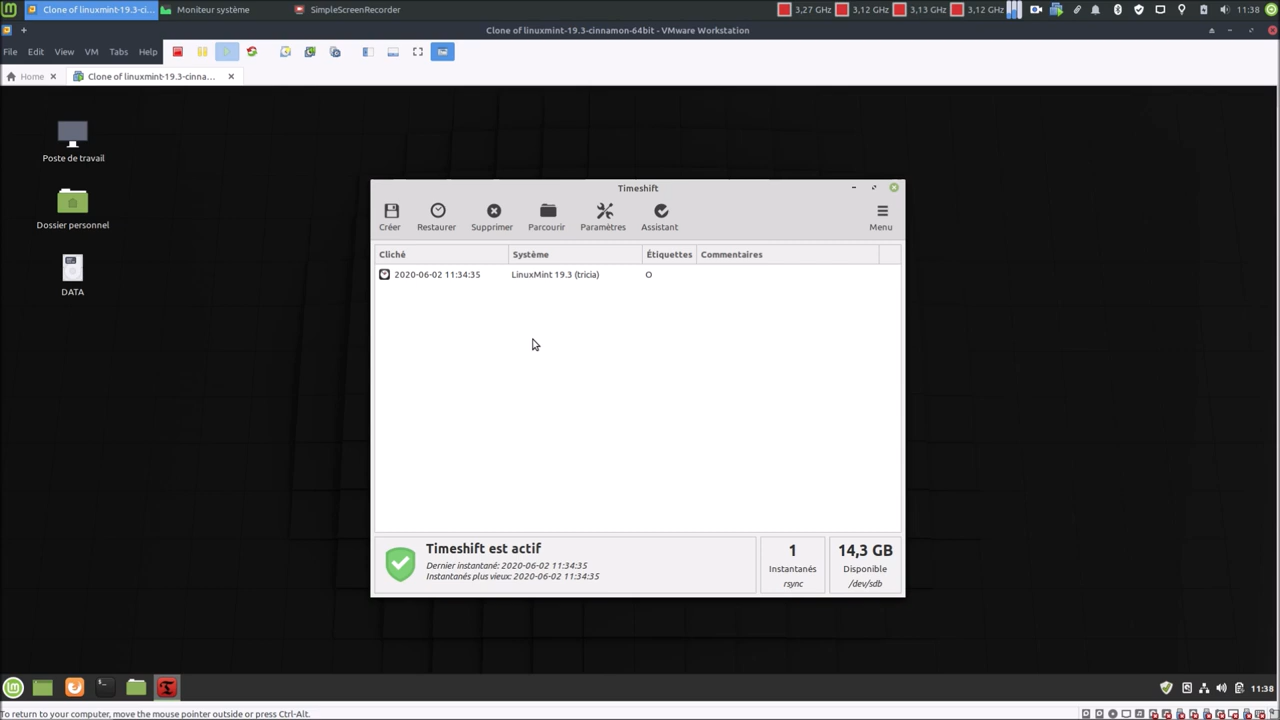 Clone of linuxmint-19.3-ci...
Moniteur système
SimpleScreenRecorder
3,27 GHz
3,12 GHz
3,13 GHz
3,12 GHz
11:38
Clone of linuxmint-19.3-cinnamon-64bit - VMware Workstation
File Edit View VM Tabs Help
Home
Clone of linuxmint-19.3-cinna...
Poste de travail
Dossier personnel
DATA
Timeshift
Créer Restaurer Supprimer Parcourir Paramètres Assistant Menu
Cliché Système Étiquettes Commentaires
2020-06-02 11:34:35 LinuxMint 19.3 (tricia) O
Timeshift est actif
Dernier instantané: 2020-06-02 11:34:35
Instantanés plus vieux: 2020-06-02 11:34:35
1
Instantanés
rsync
14,3 GB
Disponible
/dev/sdb
11:38
To return to your computer, move the mouse pointer outside or press Ctrl-Alt.